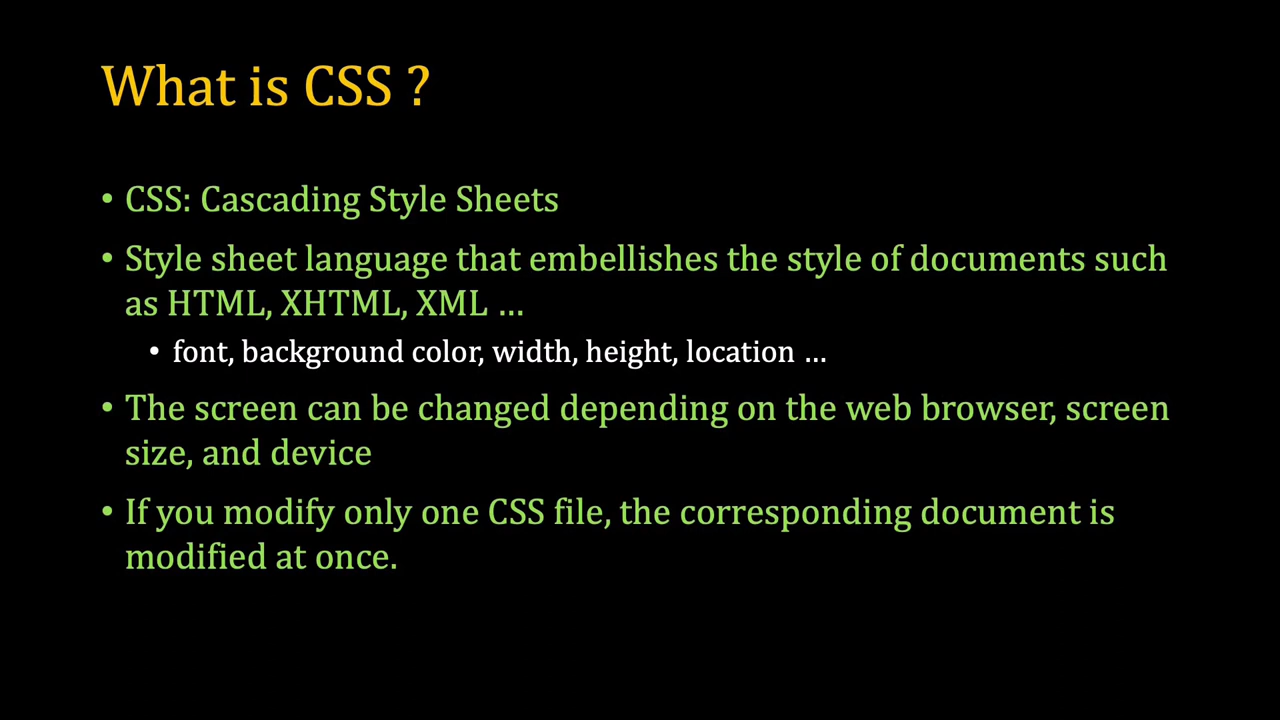 What is CSS ?
• CSS: Cascading Style Sheets
• Style sheet language that embellishes the style of documents such
as HTML, XHTML, XML ...
• font, background color, width, height, location ...
• The screen can be changed depending on the web browser, screen
size, and device
• If you modify only one CSS file, the corresponding document is
modified at once.